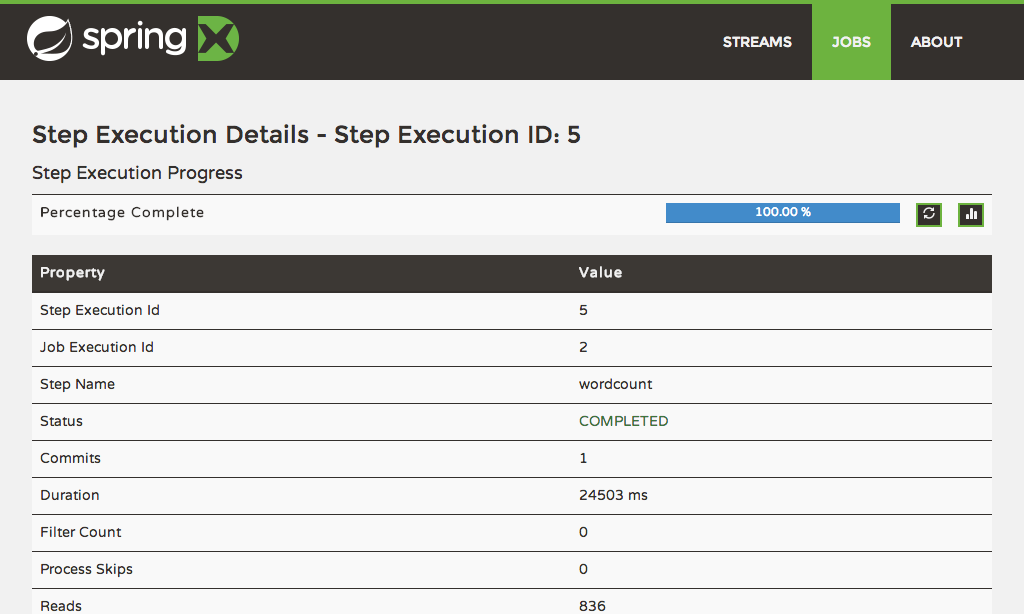 spring XD
STREAMS JOBS ABOUT
Step Execution Details - Step Execution ID: 5
Step Execution Progress
Percentage Complete 100.00 %
Property Value
Step Execution Id 5
Job Execution Id 2
Step Name wordcount
Status COMPLETED
Commits 1
Duration 24503 ms
Filter Count 0
Process Skips 0
Reads 836